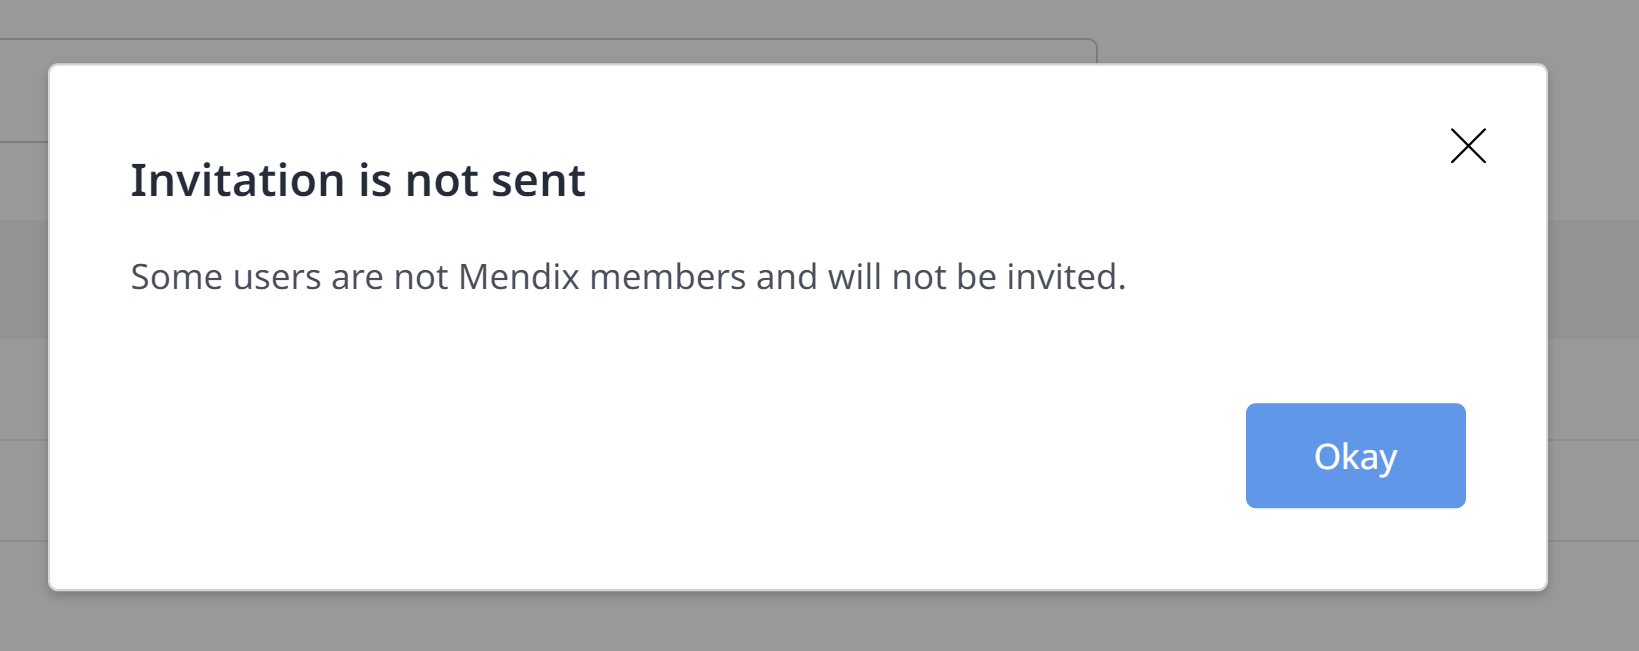 Invitation is not sent
Some users are not Mendix members and will not be invited.
Okay